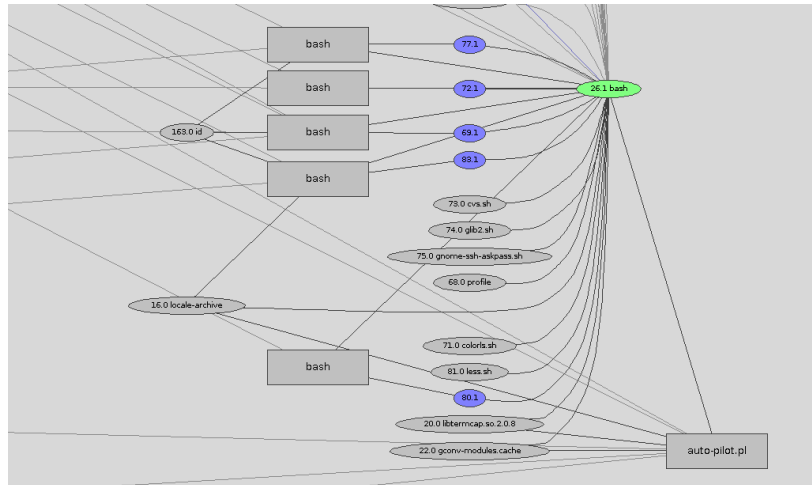 bash
77.1
bash
72.1
26.1 bash
163.0 id
bash
69.1
83.1
bash
73.0 cvs.sh
74.0 glib2.sh
75.0 gnome-ssh-askpass.sh
68.0 profile
16.0 locale-archive
71.0 colorls.sh
bash
81.0 less.sh
80.1
20.0 libtermcap.so.2.0.8
22.0 gconv-modules.cache
auto-pilot.pl